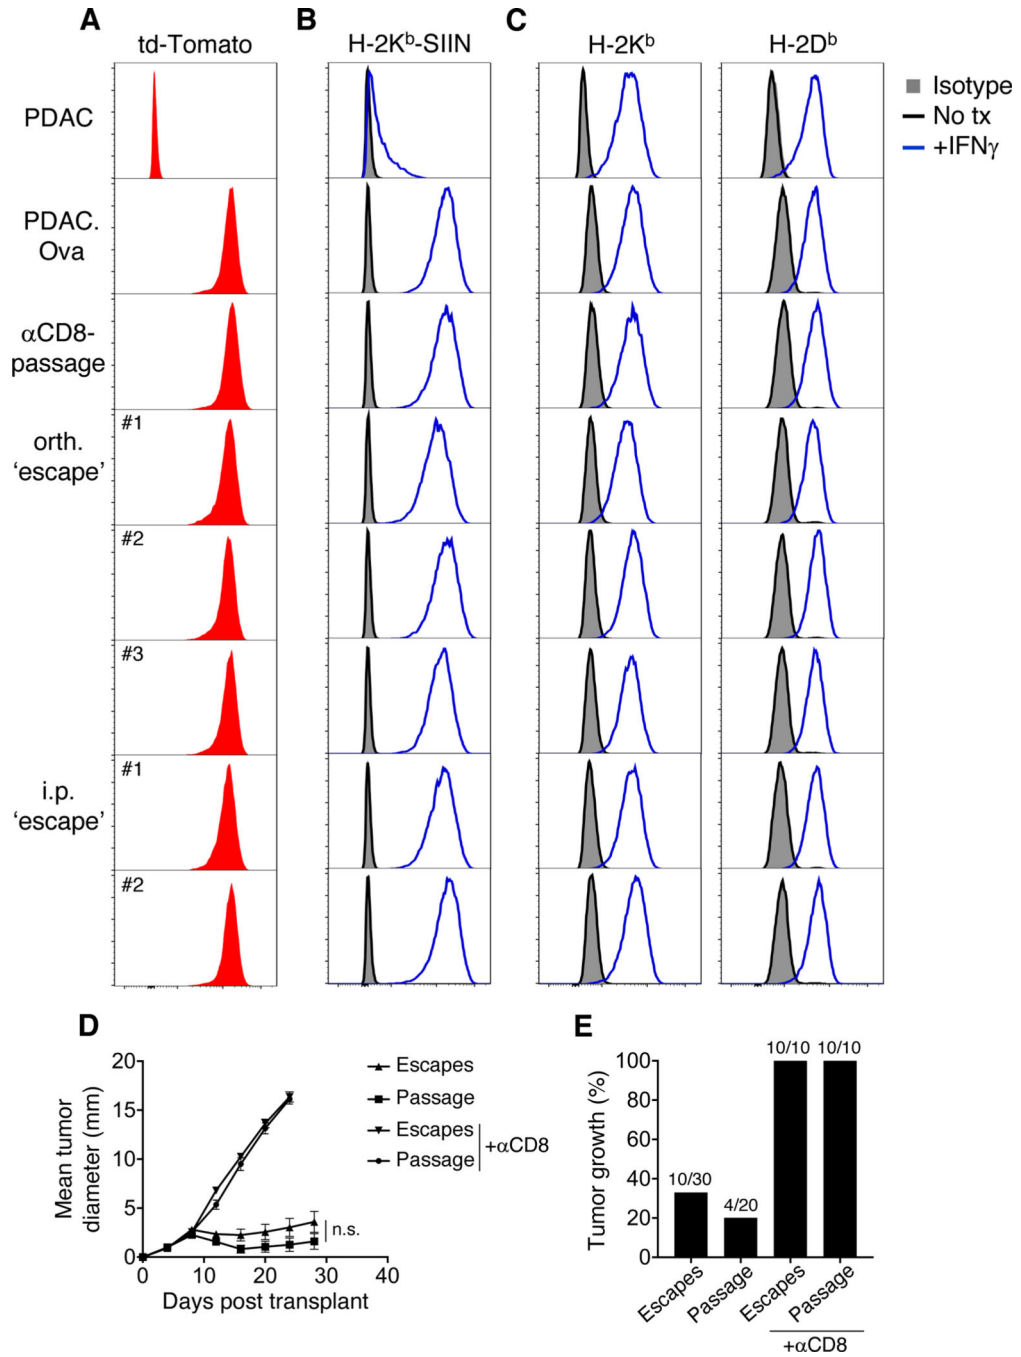 A
B
C
td-Tomato
H-2Kᵇ-SIIN
H-2Kᵇ
H-2Dᵇ
Isotype
No tx
+IFNγ
PDAC
PDAC.
Ova
αCD8-
passage
orth.
‘escape’
#1
#2
#3
i.p.
‘escape’
#1
#2
D
Mean tumor
diameter (mm)
20
15
10
5
0
0 10 20 30 40
Days post transplant
Escapes
Passage
Escapes
Passage
+αCD8
n.s.
E
Tumor growth (%)
100
80
60
40
20
0
10/30
4/20
10/10
10/10
Escapes
Passage
Escapes
Passage
+αCD8